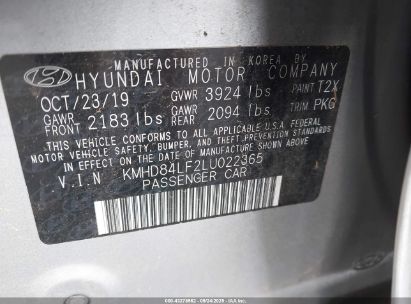 MANUFACTURED IN KOREA BY
HYUNDAI MOTOR COMPANY
OCT/23/19 GVWR 3924 lbs PAINT T2X
GAWR FRONT 2183 lbs GAWR REAR 2094 lbs TRIM PKG
THIS VEHICLE CONFORMS TO ALL APPLICABLE U.S.A FEDERAL
MOTOR VEHICLE SAFETY, BUMPER, AND THEFT PREVENTION STANDARDS
IN EFFECT ON THE DATE OF MANUFACTURE SHOWN ABOVE.
V.I.N KMHD84LF2LU022365
PASSENGER CAR